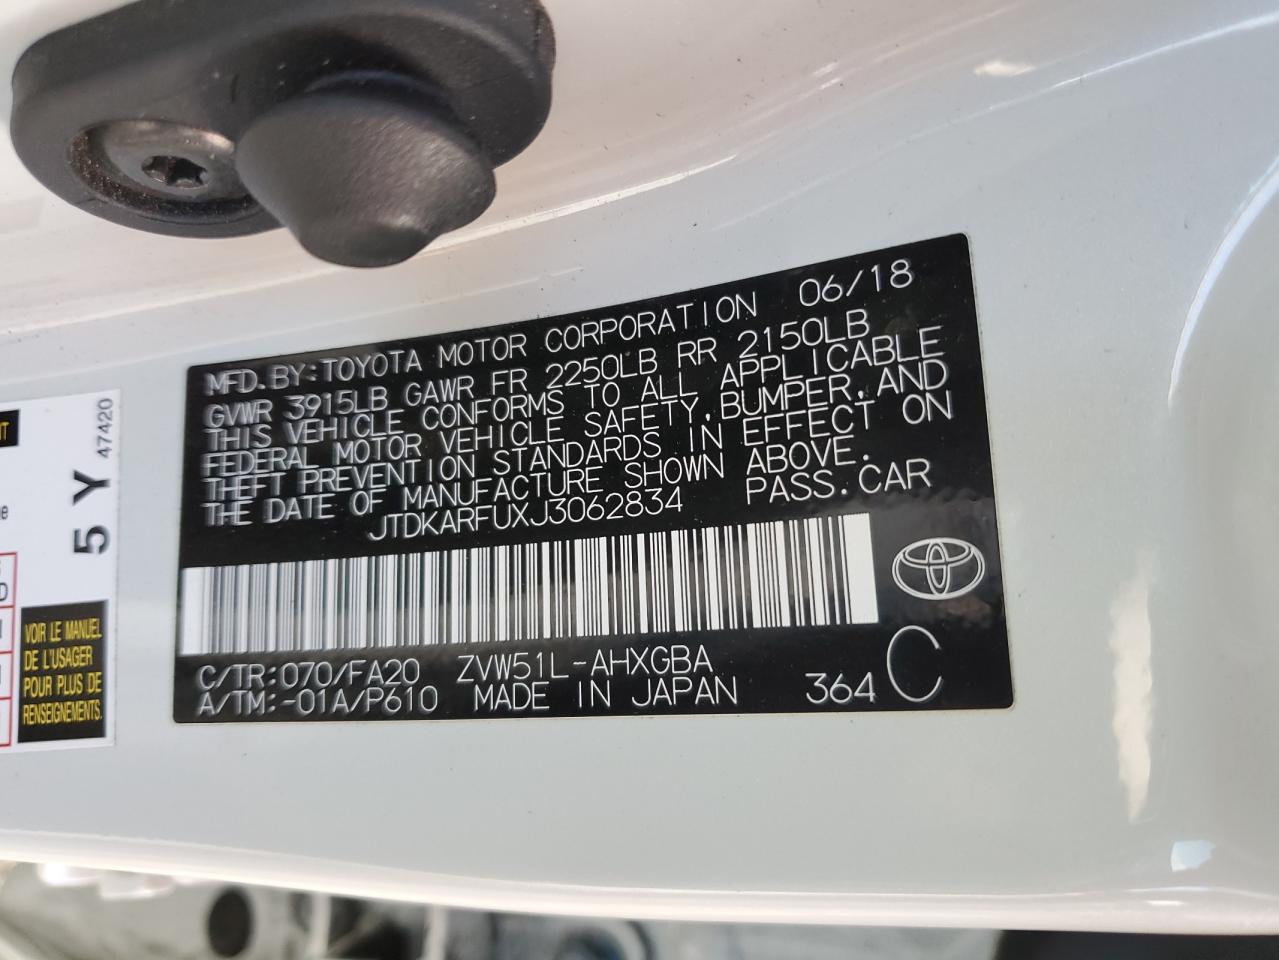 MFD.BY:TOYOTA MOTOR CORPORATION 06/18
GVWR 3915LB GAWR FR 2250LB RR 2150LB
THIS VEHICLE CONFORMS TO ALL APPLICABLE
FEDERAL MOTOR VEHICLE SAFETY,BUMPER,AND
THEFT PREVENTION STANDARDS IN EFFECT ON
THE DATE OF MANUFACTURE SHOWN ABOVE.
JTDKARFUXJ3062834 PASS.CAR
C/TR:070/FA20 ZVW51L-AHXGBA
A/TM:-01A/P610 MADE IN JAPAN 364 C
5 Y 47420
VOIR LE MANUEL
DE L'USAGER
POUR PLUS DE
RENSEIGNEMENTS.